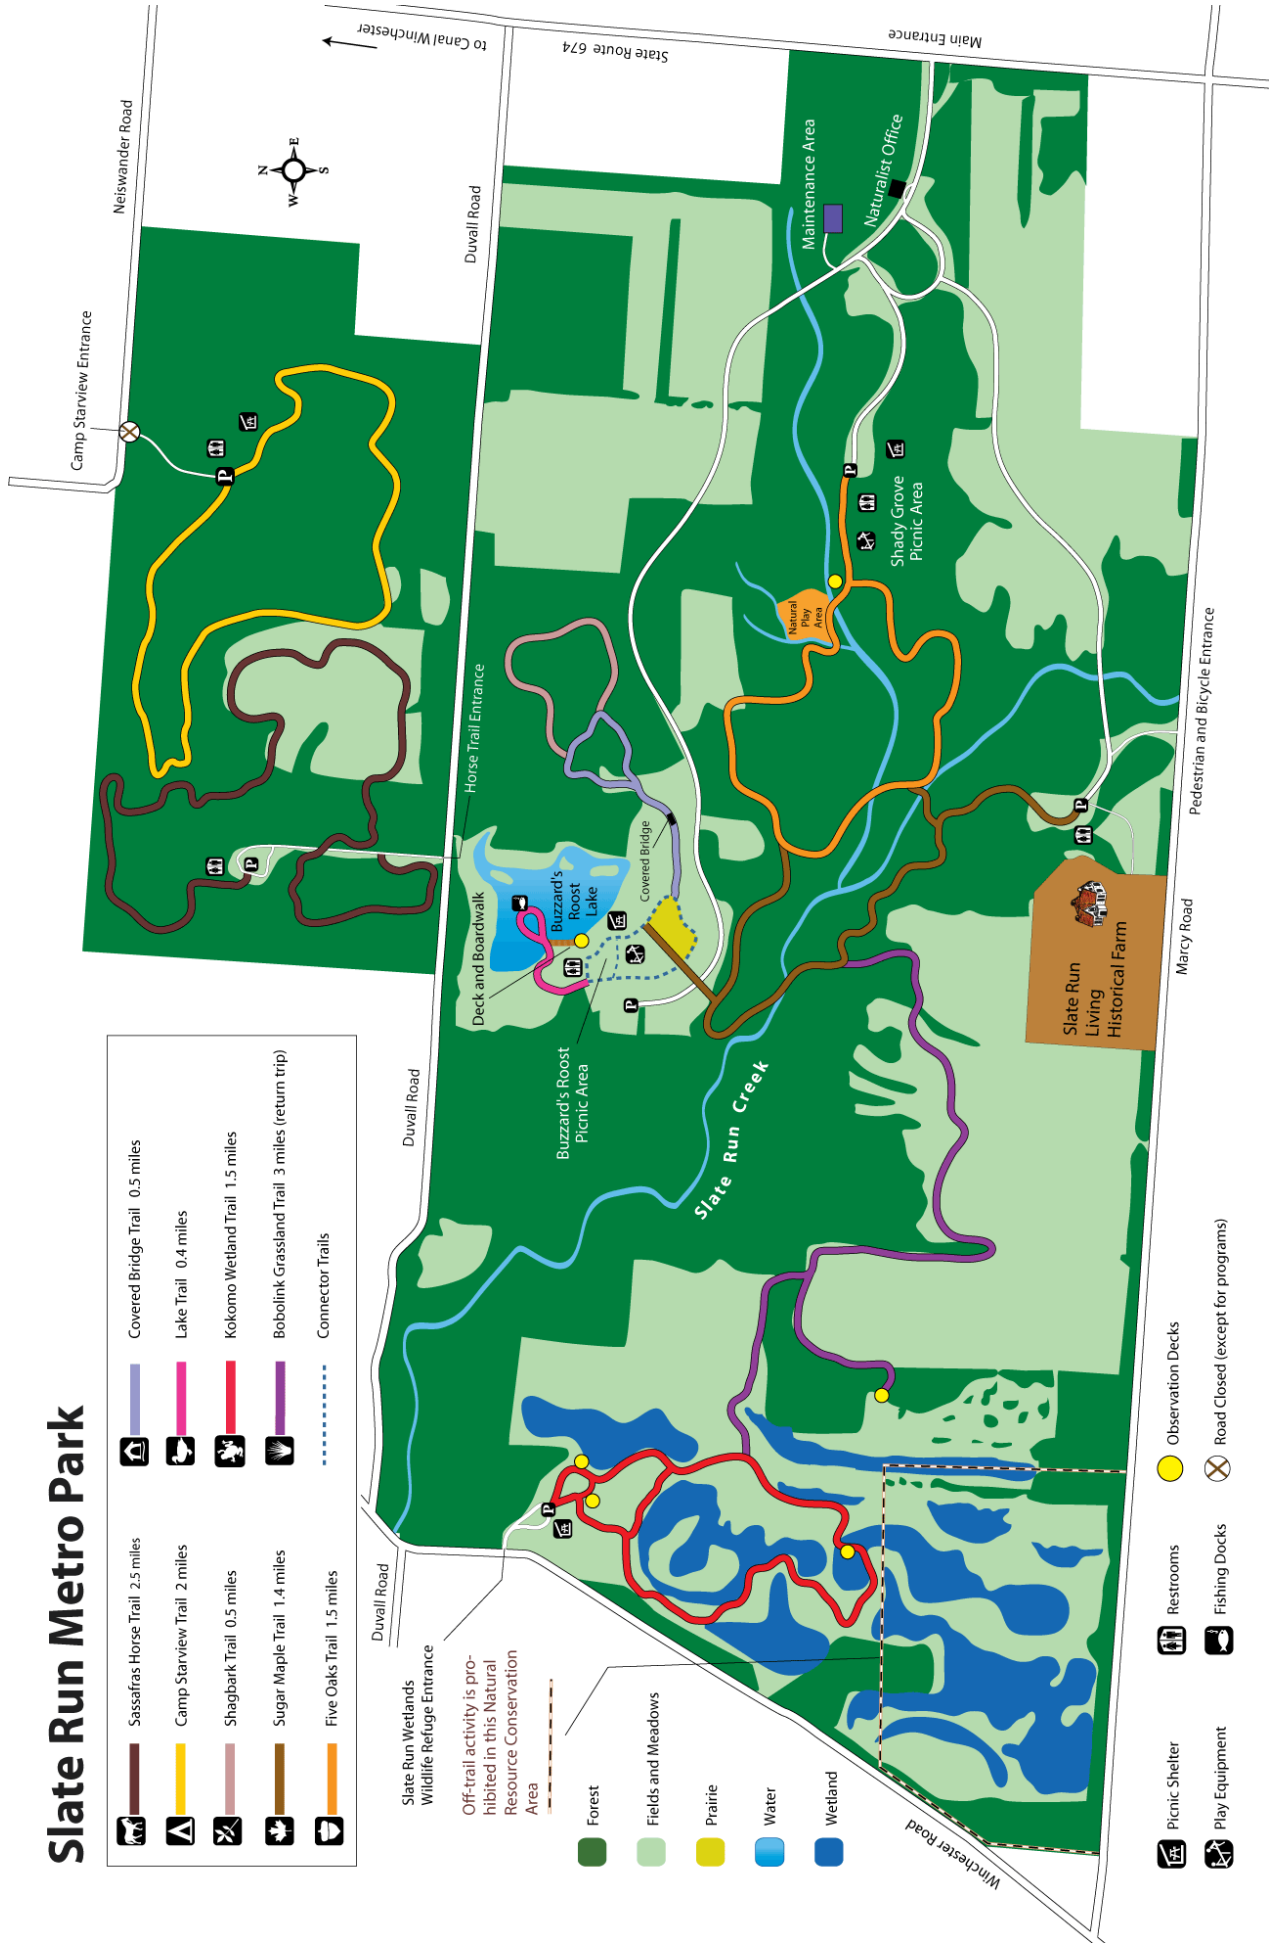 Slate Run Metro Park
Sassafras Horse Trail 2.5 miles
Camp Starview Trail 2 miles
Shagbark Trail 0.5 miles
Sugar Maple Trail 1.4 miles
Five Oaks Trail 1.5 miles
Covered Bridge Trail 0.5 miles
Lake Trail 0.4 miles
Kokomo Wetland Trail 1.5 miles
Bobolink Grassland Trail 3 miles (return trip)
Connector Trails
Neiswander Road
Camp Starview Entrance
P
N
W
E
S
to Canal Winchester
State Route 674
Main Entrance
Duvall Road
P
Horse Trail Entrance
Duvall Road
Duvall Road
Slate Run Wetlands
Wildlife Refuge Entrance
Off-trail activity is pro-
hibited in this Natural
Resource Conservation
Area
P
Deck and Boardwalk
Buzzard's
Roost
Lake
Covered Bridge
Buzzard's Roost
Picnic Area
P
Slate Run Creek
Natural
Play
Area
Maintenance Area
Naturalist Office
P
Shady Grove
Picnic Area
P
Slate Run
Living
Historical Farm
Marcy Road
Pedestrian and Bicycle Entrance
Winchester Road
Forest
Fields and Meadows
Prairie
Water
Wetland
Picnic Shelter
Play Equipment
Restrooms
Fishing Docks
Observation Decks
Road Closed (except for programs)